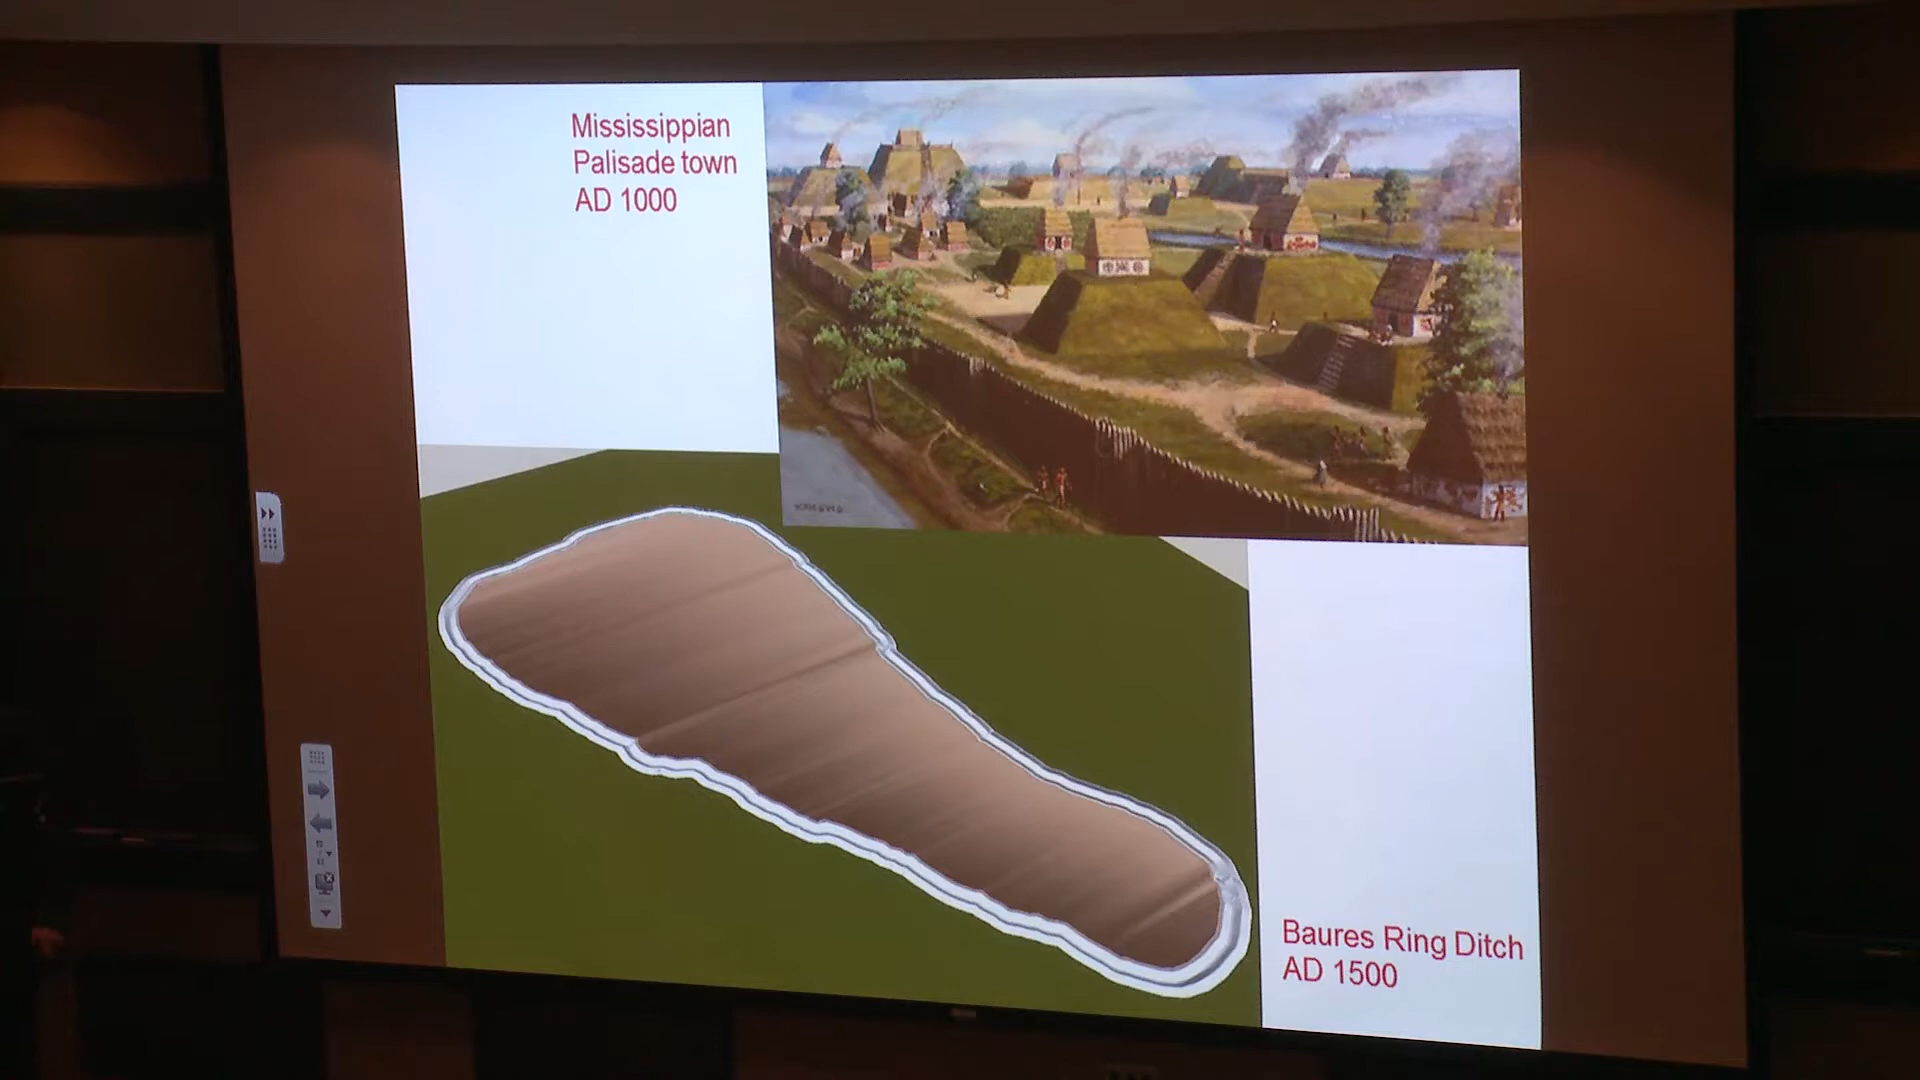 Mississippian
Palisade town
AD 1000
Baures Ring Ditch
AD 1500